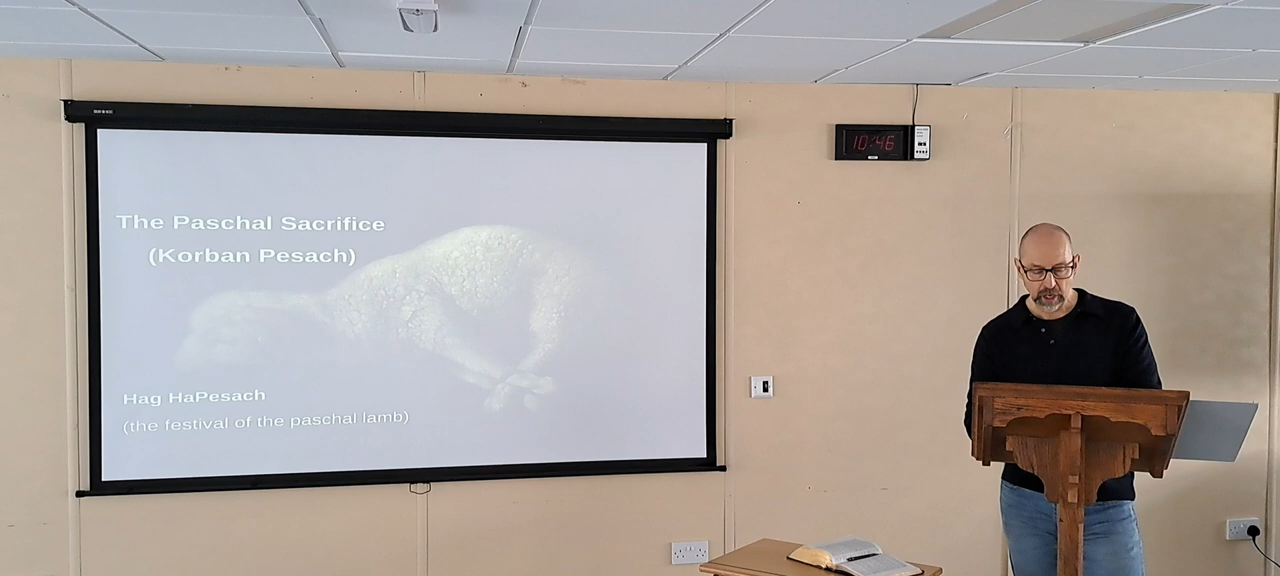 The Paschal Sacrifice
(Korban Pesach)
Hag HaPesach
(the festival of the paschal lamb)
10:46